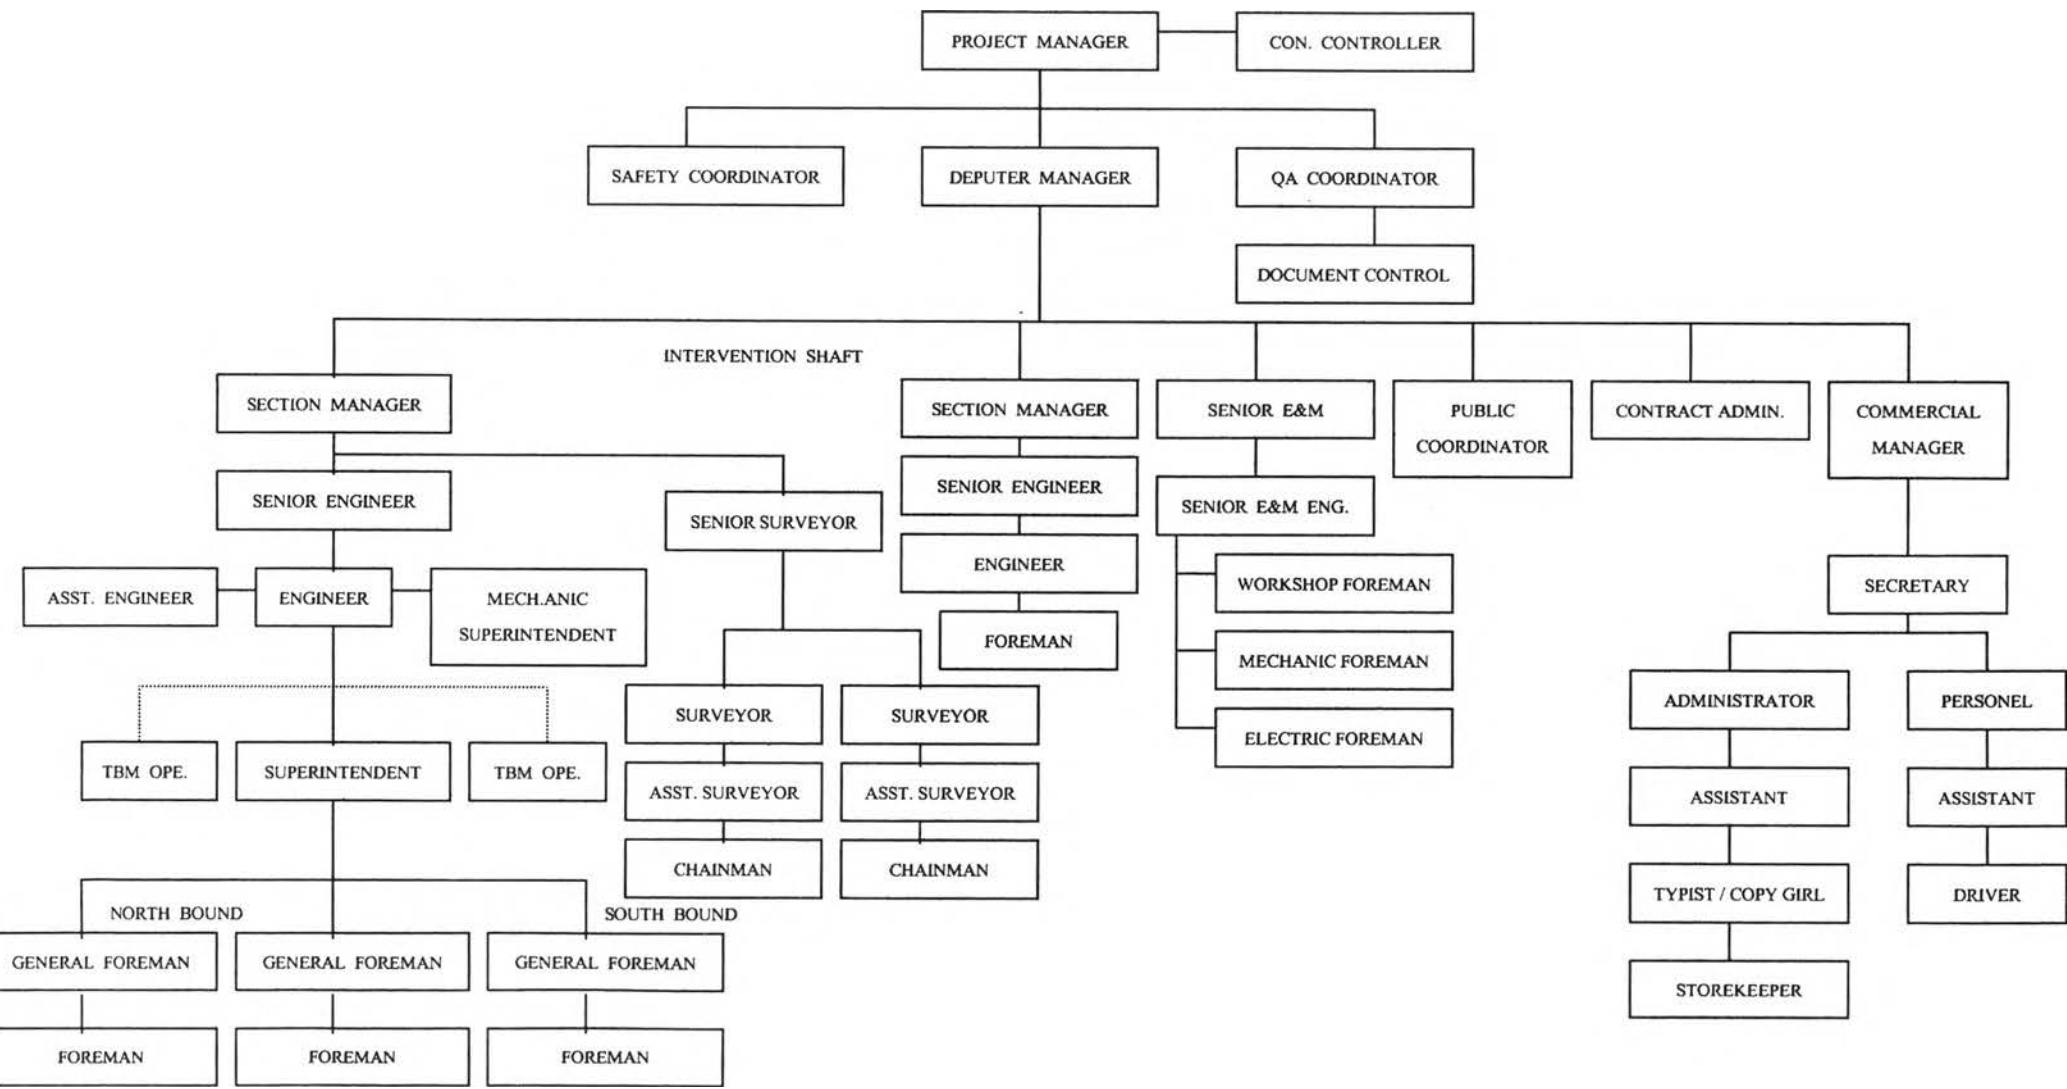 PROJECT MANAGER
CON. CONTROLLER
SAFETY COORDINATOR
DEPUTER MANAGER
QA COORDINATOR
DOCUMENT CONTROL
INTERVENTION SHAFT
SECTION MANAGER
SECTION MANAGER
SENIOR E&M
PUBLIC
COORDINATOR
CONTRACT ADMIN.
COMMERCIAL
MANAGER
SENIOR ENGINEER
SENIOR SURVEYOR
SENIOR ENGINEER
SENIOR E&M ENG.
ASST. ENGINEER
ENGINEER
MECH.ANIC
SUPERINTENDENT
ENGINEER
WORKSHOP FOREMAN
SECRETARY
FOREMAN
MECHANIC FOREMAN
SURVEYOR
SURVEYOR
ELECTRIC FOREMAN
ADMINISTRATOR
PERSONEL
TBM OPE.
SUPERINTENDENT
TBM OPE.
ASST. SURVEYOR
ASST. SURVEYOR
ASSISTANT
ASSISTANT
CHAINMAN
CHAINMAN
TYPIST / COPY GIRL
DRIVER
NORTH BOUND
SOUTH BOUND
GENERAL FOREMAN
GENERAL FOREMAN
GENERAL FOREMAN
STOREKEEPER
FOREMAN
FOREMAN
FOREMAN